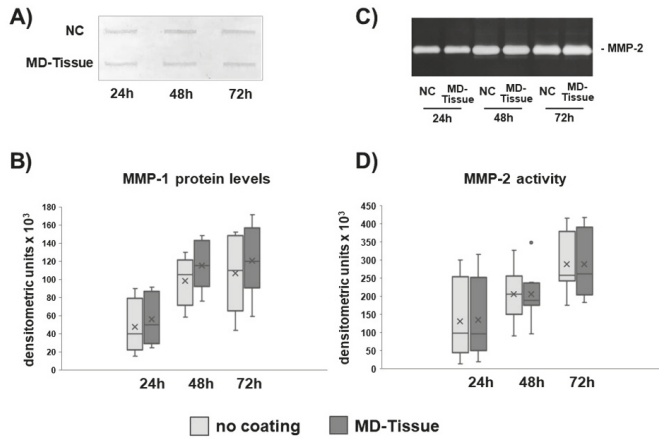 A)
NC
MD-Tissue
24h 48h 72h
C)
- MMP-2
NC MD-Tissue NC MD-Tissue NC MD-Tissue
24h 48h 72h
B)
MMP-1 protein levels
densitometric units x 10³
180
160
140
120
100
80
60
40
20
0
24h 48h 72h
D)
MMP-2 activity
densitometric units x 10³
450
400
350
300
250
200
150
100
50
0
24h 48h 72h
no coating MD-Tissue